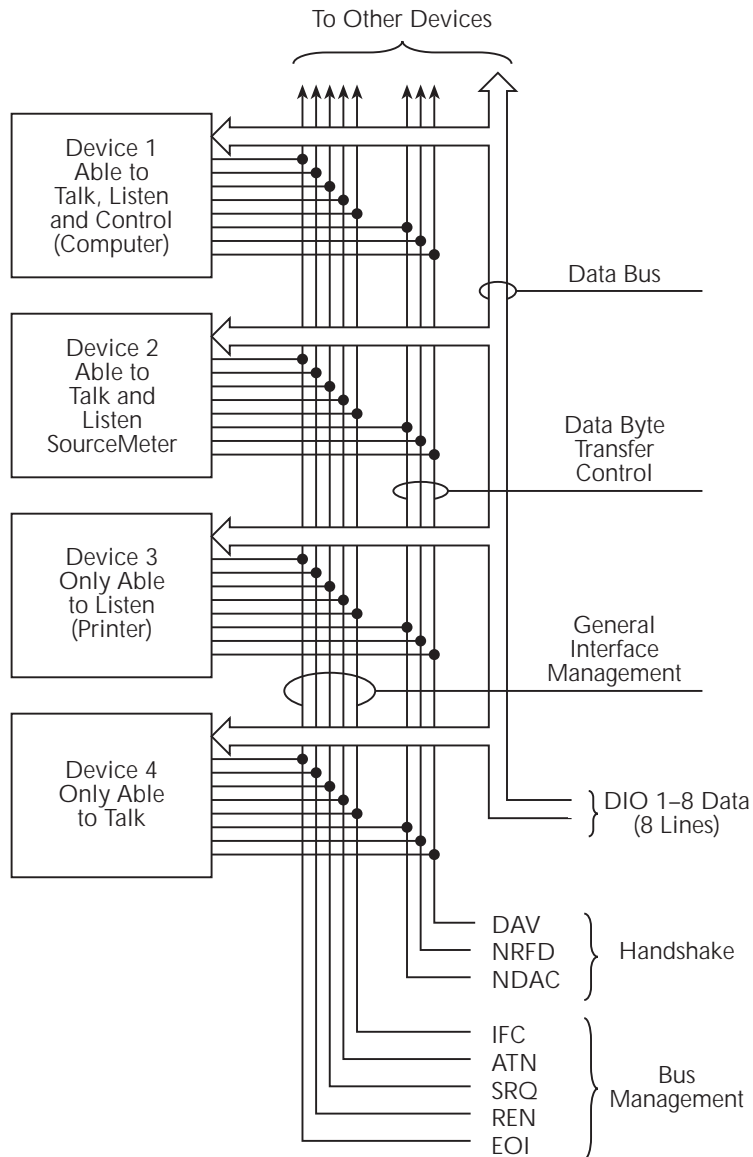 To Other Devices
Device 1
Able to
Talk, Listen
and Control
(Computer)
Data Bus
Device 2
Able to
Talk and
Listen
SourceMeter
Data Byte
Transfer
Control
Device 3
Only Able
to Listen
(Printer)
General
Interface
Management
Device 4
Only Able
to Talk
DIO 1–8 Data
(8 Lines)
DAV
NRFD
NDAC
Handshake
IFC
ATN
SRQ
REN
EOI
Bus
Management